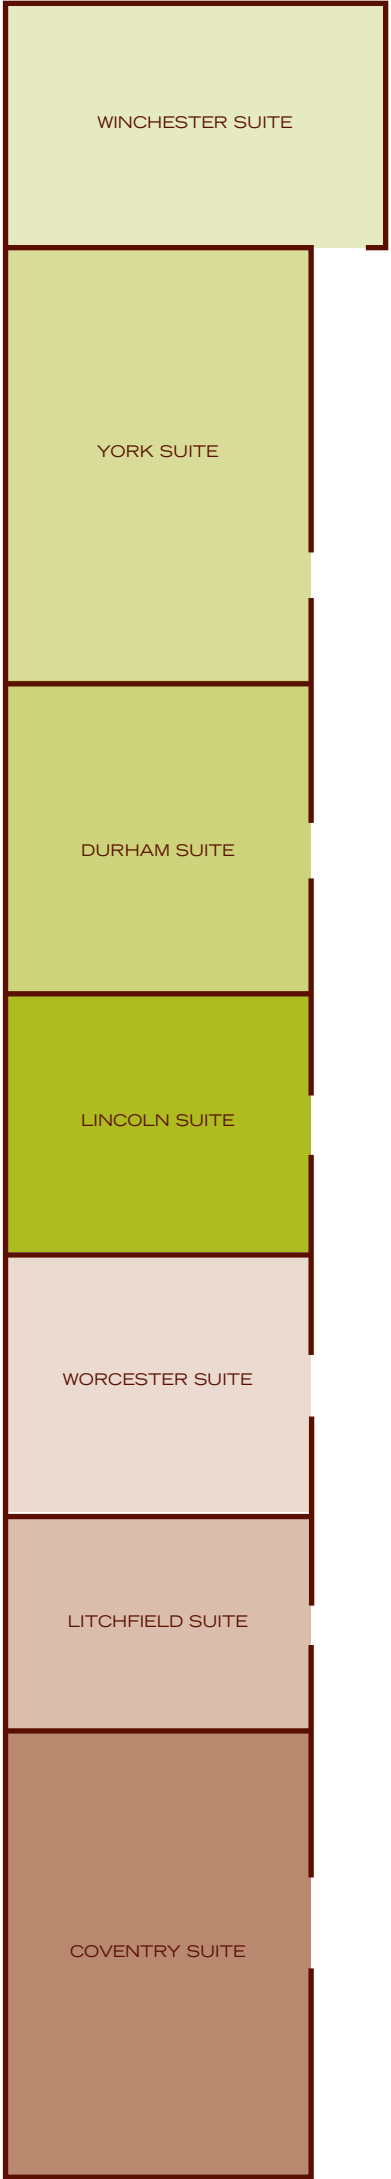 WINCHESTER SUITE
YORK SUITE
DURHAM SUITE
LINCOLN SUITE
WORCESTER SUITE
LITCHFIELD SUITE
COVENTRY SUITE